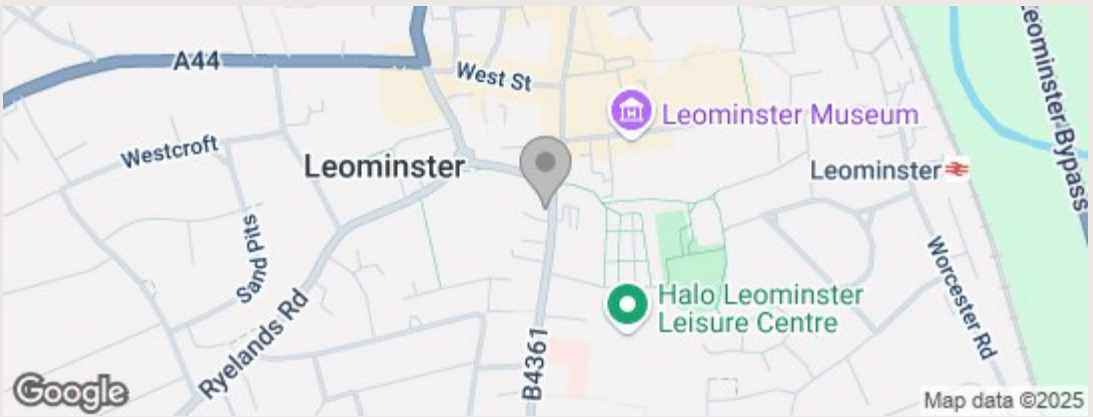 A44
West St
Leominster Museum
Westcroft
Leominster
Leominster
Leominster Bypass
Sand Pits
Ryelands Rd
Worcester Rd
Halo Leominster
Leisure Centre
B4361
Google
Map data ©2025